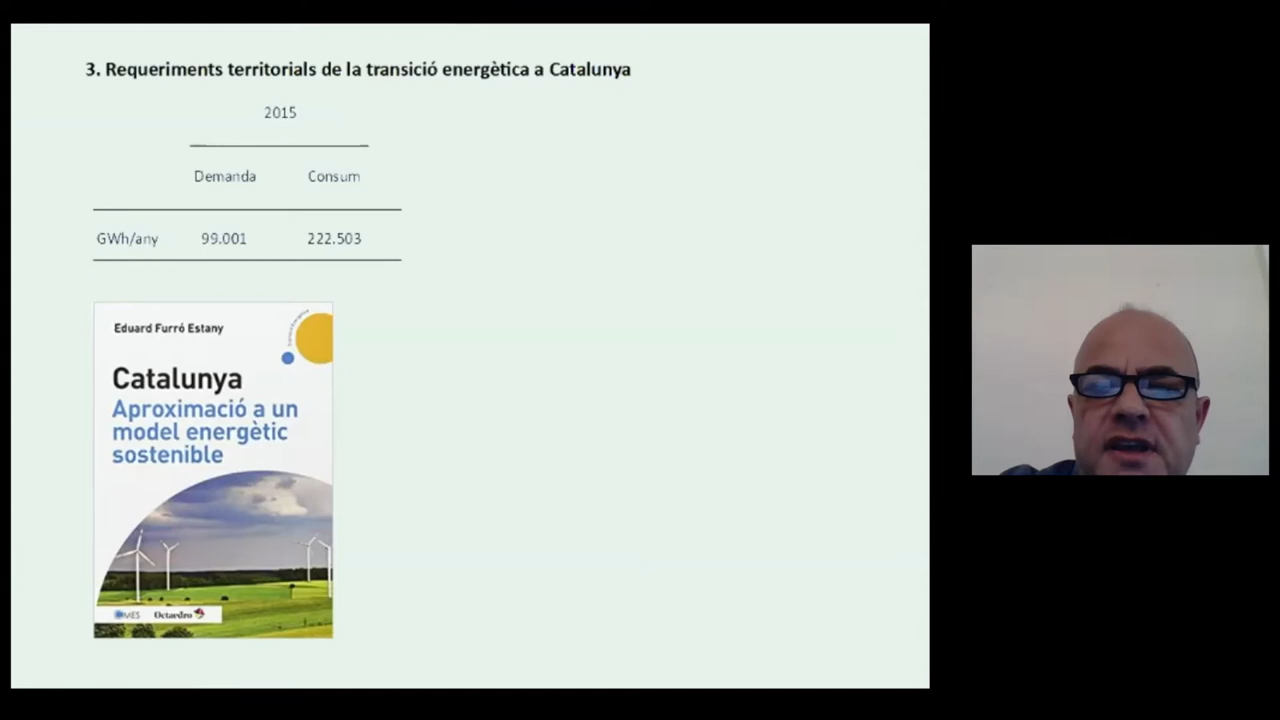 3. Requeriments territorials de la transició energètica a Catalunya
2015
Demanda Consum
GWh/any 99.001 222.503
Eduard Furró Estany
Catalunya
Aproximació a un
model energètic
sostenible
MES Octaedro